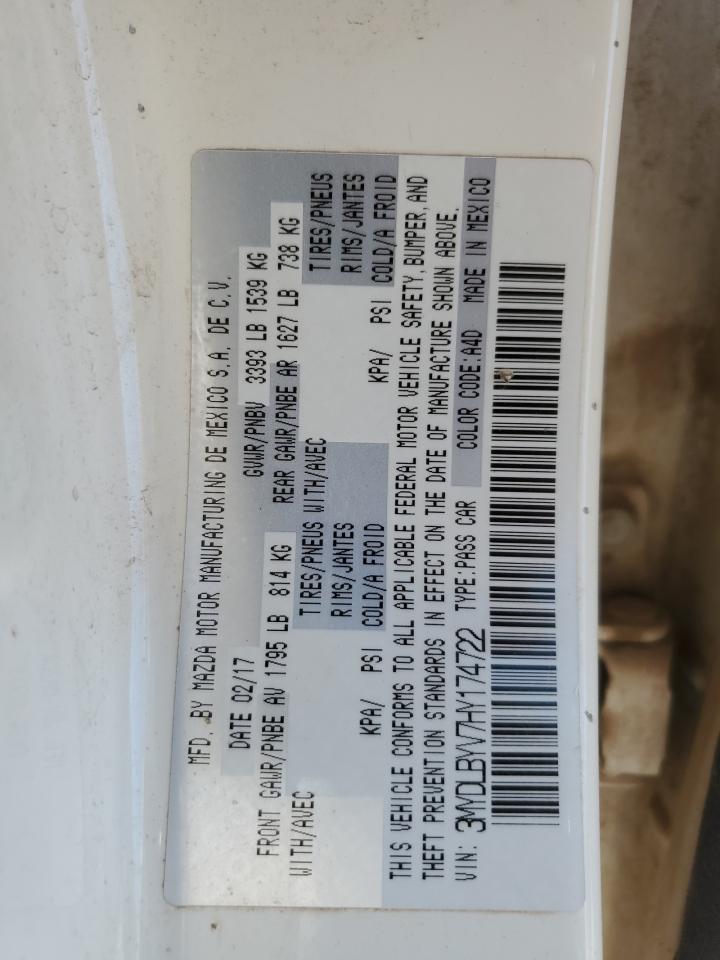 MFD. BY MAZDA MOTOR MANUFACTURING DE MEXICO S.A. DE C.V.
DATE 02/17 GVWR/PNBV 3393 LB 1539 KG
FRONT GAWR/PNBE AV 1795 LB 814 KG REAR GAWR/PNBE AR 1627 LB 738 KG
WITH/AVEC TIRES/PNEUS WITH/AVEC TIRES/PNEUS
RIMS/JANTES RIMS/JANTES
KPA/ PSI COLD/A FROID KPA/ PSI COLD/A FROID
THIS VEHICLE CONFORMS TO ALL APPLICABLE FEDERAL MOTOR VEHICLE SAFETY, BUMPER, AND
THEFT PREVENTION STANDARDS IN EFFECT ON THE DATE OF MANUFACTURE SHOWN ABOVE.
VIN: 3MYDLBYV7HY174722 TYPE:PASS CAR COLOR CODE:A4D MADE IN MEXICO